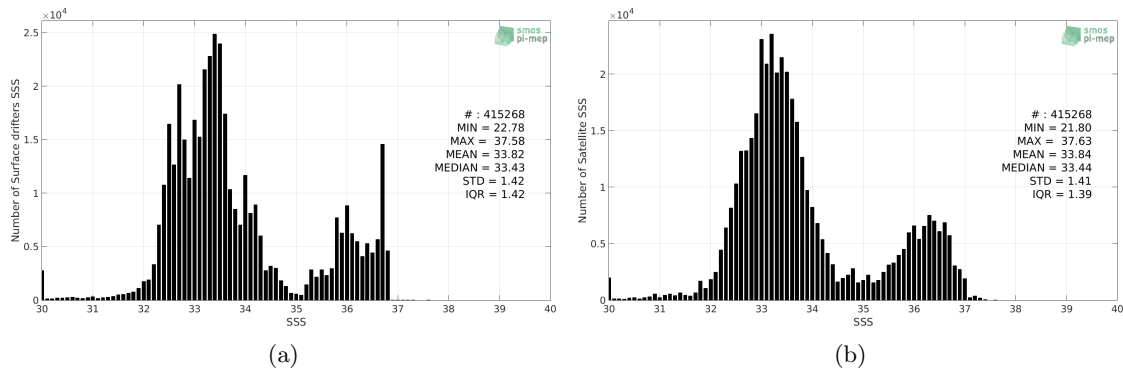 ×10⁴
Number of Surface drifters SSS
2.5
2
1.5
1
0.5
0
30 31 32 33 34 35 36 37 38 39 40
SSS
smos
pi-mep
# : 415268
MIN = 22.78
MAX = 37.58
MEAN = 33.82
MEDIAN = 33.43
STD = 1.42
IQR = 1.42
(a)
×10⁴
Number of Satellite SSS
2
1.5
1
0.5
0
30 31 32 33 34 35 36 37 38 39 40
SSS
smos
pi-mep
# : 415268
MIN = 21.80
MAX = 37.63
MEAN = 33.84
MEDIAN = 33.44
STD = 1.41
IQR = 1.39
(b)